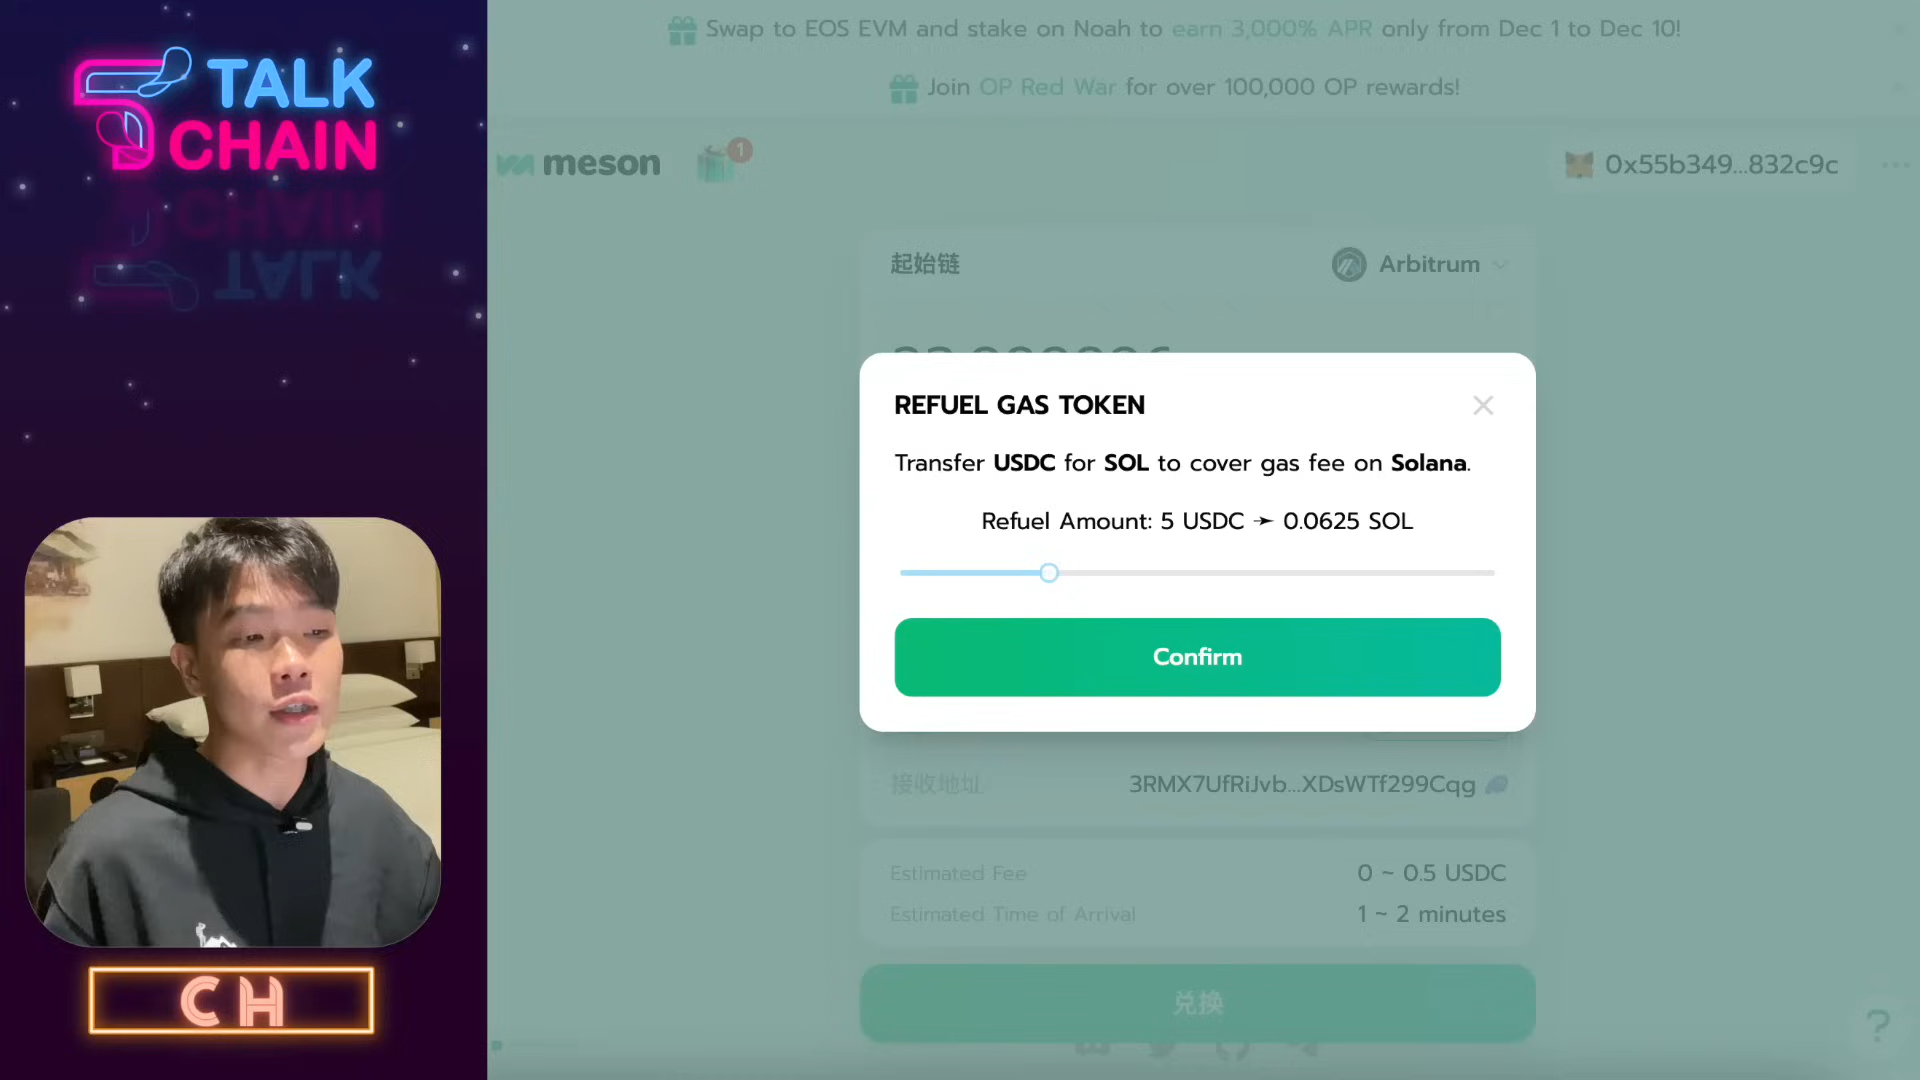 TALK
CHAIN
CH
Swap to EOS EVM and stake on Noah to earn 3,000% APR only from Dec 1 to Dec 10!
Join OP Red War for over 100,000 OP rewards!
meson
1
0x55b349...832c9c
起始链
Arbitrum
REFUEL GAS TOKEN
Transfer USDC for SOL to cover gas fee on Solana.
Refuel Amount: 5 USDC ➛ 0.0625 SOL
Confirm
接收地址
3RMX7UfRiJvb...XDsWTf299Cqg
Estimated Fee
0 ~ 0.5 USDC
Estimated Time of Arrival
1 ~ 2 minutes
兑换
?